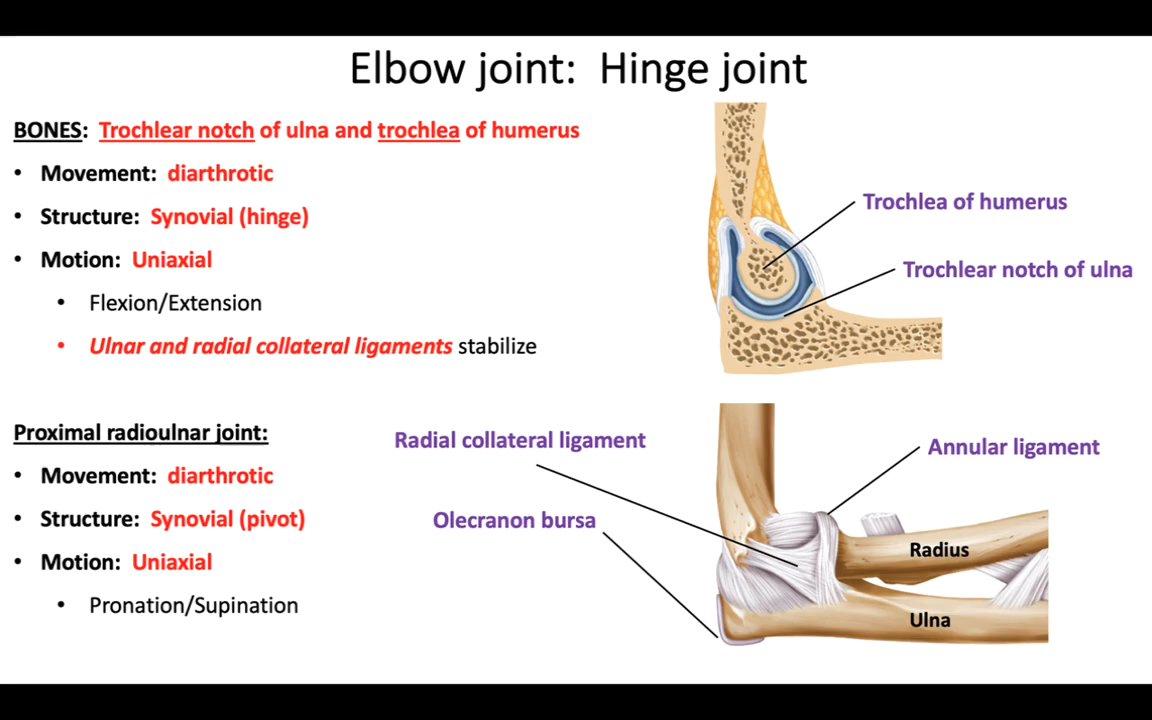 Elbow joint: Hinge joint
BONES: Trochlear notch of ulna and trochlea of humerus
• Movement: diarthrotic
• Structure: Synovial (hinge)
• Motion: Uniaxial
• Flexion/Extension
• Ulnar and radial collateral ligaments stabilize
Trochlea of humerus
Trochlear notch of ulna
Proximal radioulnar joint:
• Movement: diarthrotic
• Structure: Synovial (pivot)
• Motion: Uniaxial
• Pronation/Supination
Radial collateral ligament
Annular ligament
Olecranon bursa
Radius
Ulna